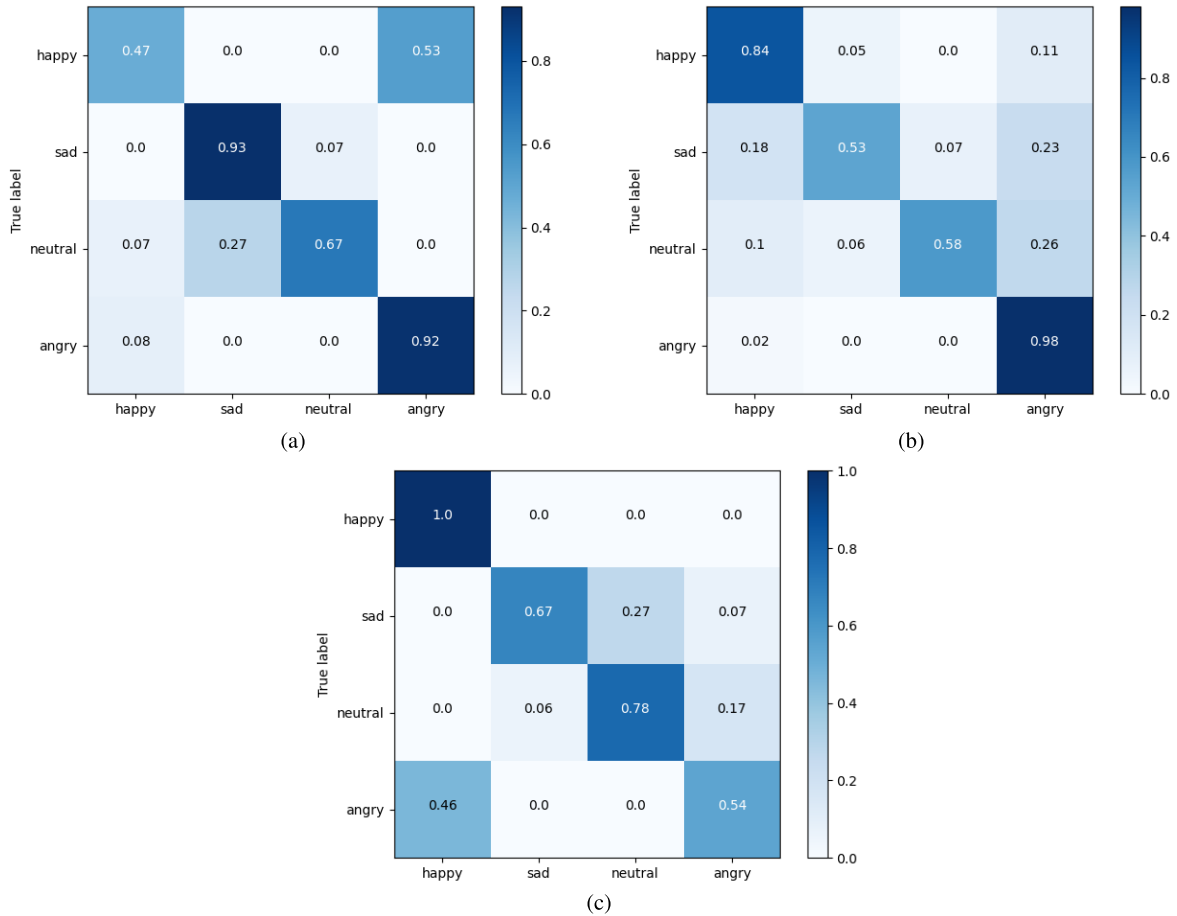 happy 0.47 0.0 0.0 0.53
sad 0.0 0.93 0.07 0.0
neutral 0.07 0.27 0.67 0.0
angry 0.08 0.0 0.0 0.92
True label
happy sad neutral angry
0.8
0.6
0.4
0.2
0.0
(a)
happy 0.84 0.05 0.0 0.11
sad 0.18 0.53 0.07 0.23
neutral 0.1 0.06 0.58 0.26
angry 0.02 0.0 0.0 0.98
True label
happy sad neutral angry
0.8
0.6
0.4
0.2
0.0
(b)
happy 1.0 0.0 0.0 0.0
sad 0.0 0.67 0.27 0.07
neutral 0.0 0.06 0.78 0.17
angry 0.46 0.0 0.0 0.54
True label
happy sad neutral angry
1.0
0.8
0.6
0.4
0.2
0.0
(c)